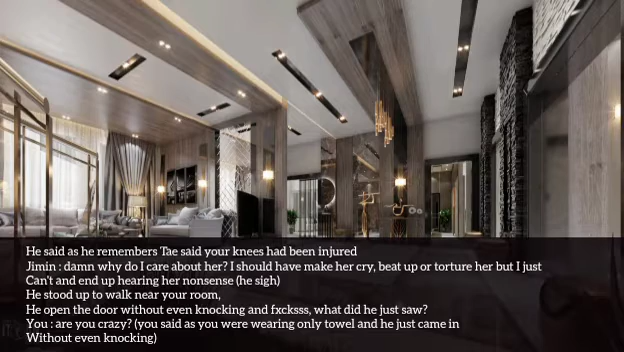 He said as he remembers Tae said your knees had been injured
Jimin : damn why do I care about her? I should have make her cry, beat up or torture her but I just
Can't and end up hearing her nonsense (he sigh)
He stood up to walk near your room,
He open the door without even knocking and fxcksss, what did he just saw?
You : are you crazy? (you said as you were wearing only towel and he just came in
Without even knocking)